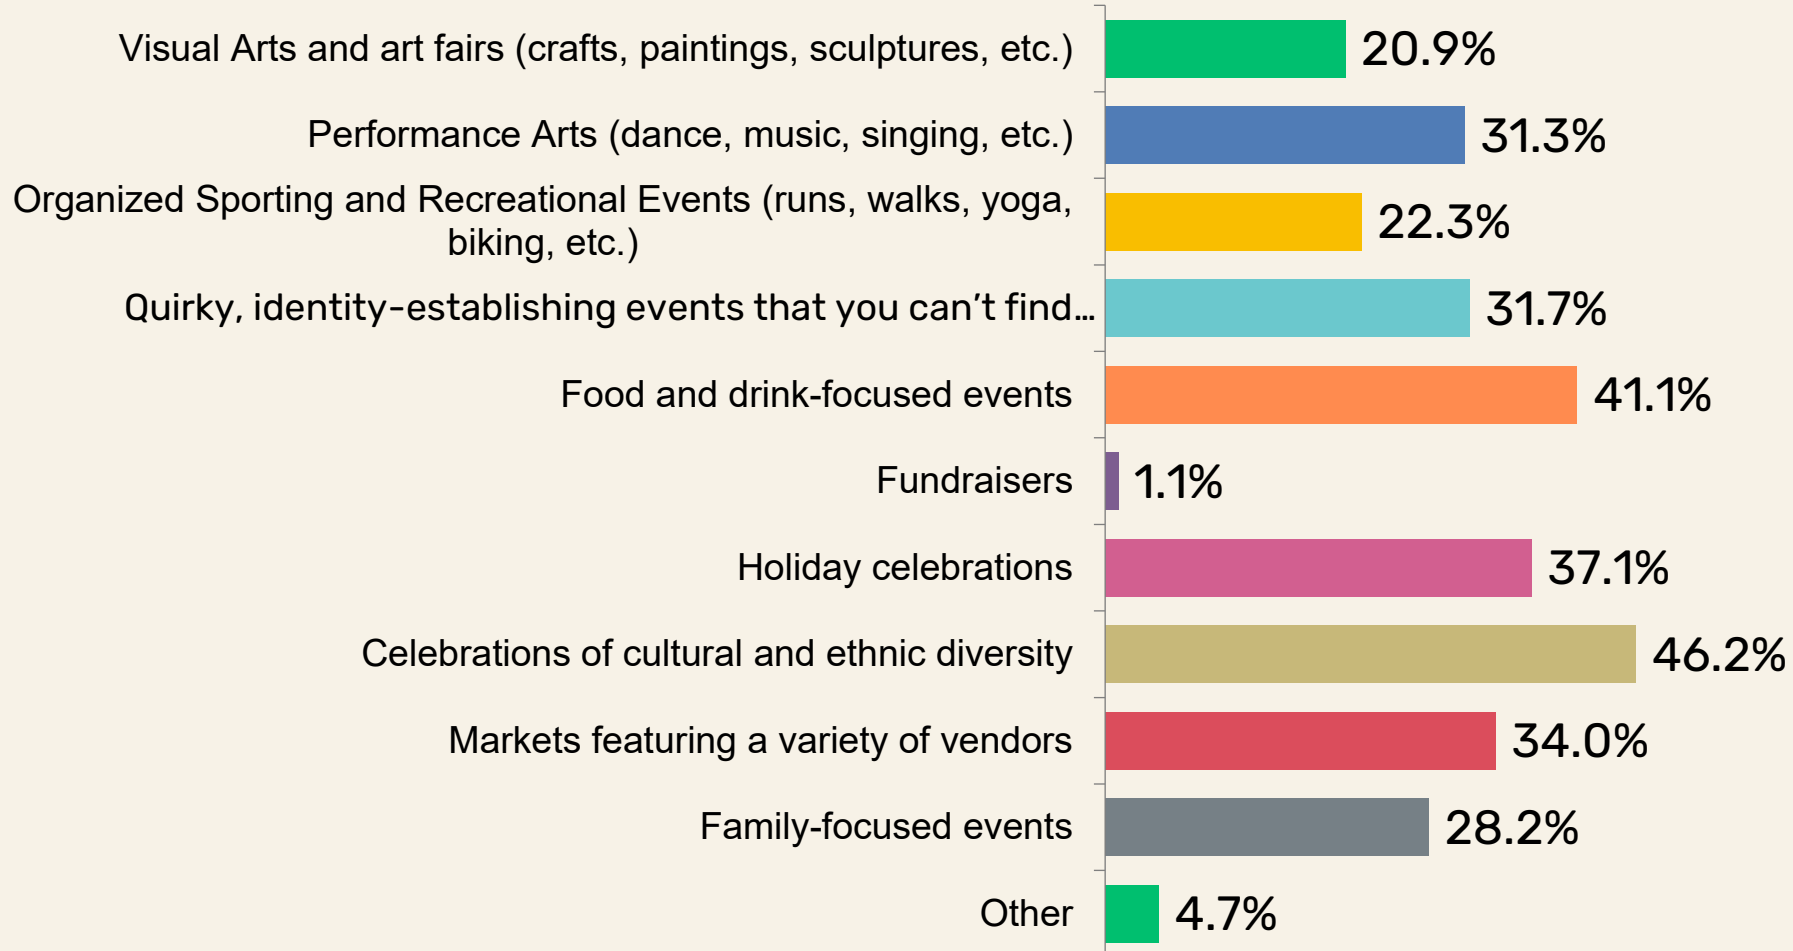 Visual Arts and art fairs (crafts, paintings, sculptures, etc.) 20.9%
Performance Arts (dance, music, singing, etc.) 31.3%
Organized Sporting and Recreational Events (runs, walks, yoga,
biking, etc.) 22.3%
Quirky, identity-establishing events that you can’t find… 31.7%
Food and drink-focused events 41.1%
Fundraisers 1.1%
Holiday celebrations 37.1%
Celebrations of cultural and ethnic diversity 46.2%
Markets featuring a variety of vendors 34.0%
Family-focused events 28.2%
Other 4.7%